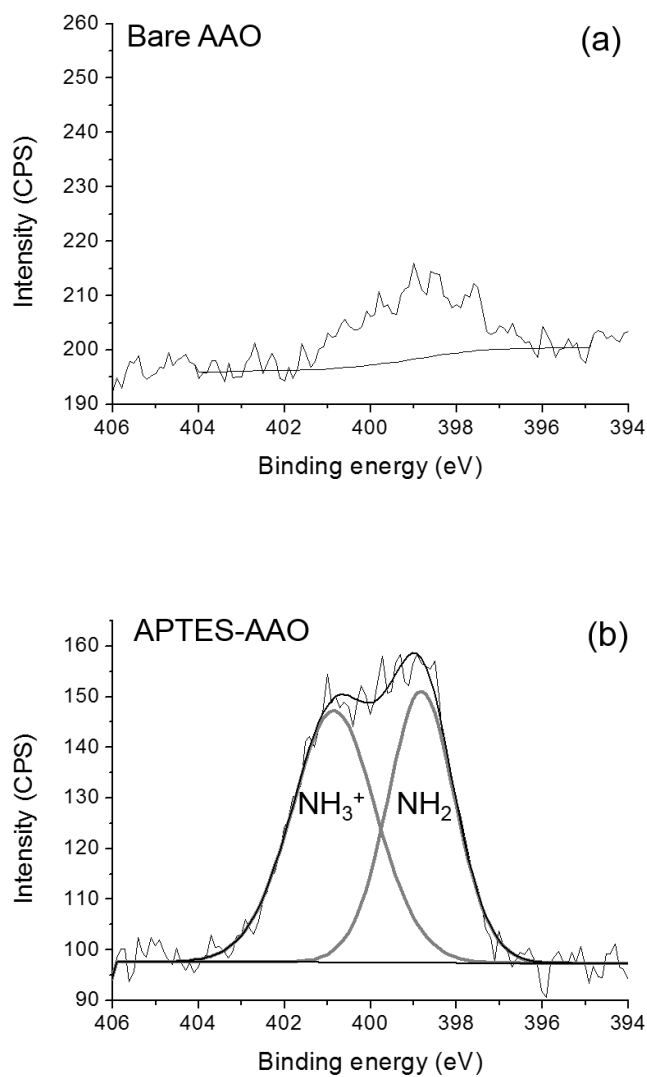 Bare AAO
(a)
260
250
240
230
220
210
200
190
Intensity (CPS)
406 404 402 400 398 396 394
Binding energy (eV)
APTES-AAO
(b)
160
150
140
130
120
110
100
90
Intensity (CPS)
NH₃⁺
NH₂
406 404 402 400 398 396 394
Binding energy (eV)